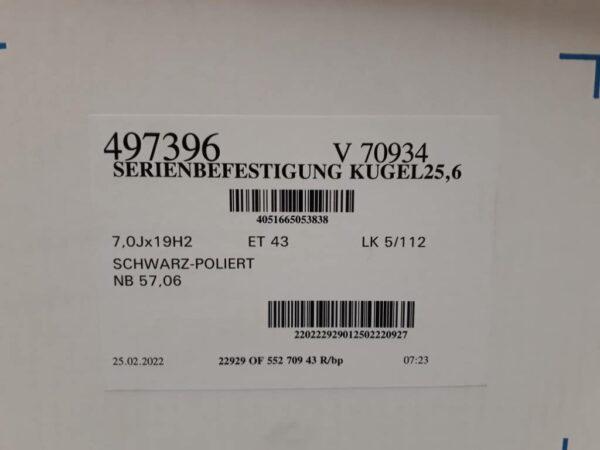 497396 V 70934
SERIENBEFESTIGUNG KUGEL25,6
4051665053838
7,0Jx19H2 ET 43 LK 5/112
SCHWARZ-POLIERT
NB 57,06
2202229290125022220927
25.02.2022 22929 OF 552 709 43 R/bp 07:23